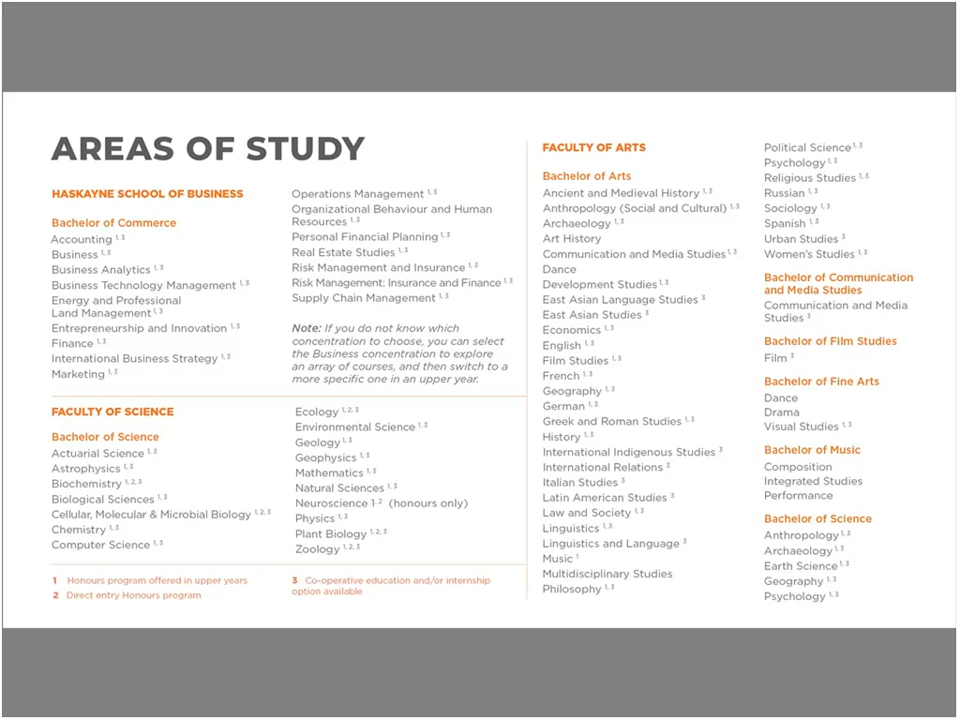 AREAS OF STUDY
HASKAYNE SCHOOL OF BUSINESS
Bachelor of Commerce
Accounting 1, 3
Business 1, 3
Business Analytics 1, 3
Business Technology Management 1, 3
Energy and Professional
Land Management 1, 3
Entrepreneurship and Innovation 1, 3
Finance 1, 3
International Business Strategy 1, 3
Marketing 1, 3
Operations Management 1, 3
Organizational Behaviour and Human
Resources 1, 3
Personal Financial Planning 1, 3
Real Estate Studies 1, 3
Risk Management and Insurance 1, 3
Risk Management: Insurance and Finance 1, 3
Supply Chain Management 1, 3
Note: If you do not know which
concentration to choose, you can select
the Business concentration to explore
an array of courses, and then switch to a
more specific one in an upper year.
FACULTY OF SCIENCE
Bachelor of Science
Actuarial Science 1, 3
Astrophysics 1, 3
Biochemistry 1, 2, 3
Biological Sciences 1, 3
Cellular, Molecular & Microbial Biology 1, 2, 3
Chemistry 1, 3
Computer Science 1, 3
Ecology 1, 2, 3
Environmental Science 1, 3
Geology 1, 3
Geophysics 1, 3
Mathematics 1, 3
Natural Sciences 1, 3
Neuroscience 1, 2 (honours only)
Physics 1, 3
Plant Biology 1, 2, 3
Zoology 1, 2, 3
1 Honours program offered in upper years
2 Direct entry Honours program
3 Co-operative education and/or internship
option available
FACULTY OF ARTS
Bachelor of Arts
Ancient and Medieval History 1, 3
Anthropology (Social and Cultural) 1, 3
Archaeology 1, 3
Art History
Communication and Media Studies 1, 3
Dance
Development Studies 1, 3
East Asian Language Studies 3
East Asian Studies 3
Economics 1, 3
English 1, 3
Film Studies 1, 3
French 1, 3
Geography 1, 3
German 1, 3
Greek and Roman Studies 1, 3
History 1, 3
International Indigenous Studies 3
International Relations 3
Italian Studies 3
Latin American Studies 3
Law and Society 1, 3
Linguistics 1, 3
Linguistics and Language 3
Music 1
Multidisciplinary Studies
Philosophy 1, 3
Political Science 1, 3
Psychology 1, 3
Religious Studies 1, 3
Russian 1, 3
Sociology 1, 3
Spanish 1, 3
Urban Studies 3
Women's Studies 1, 3
Bachelor of Communication
and Media Studies
Communication and Media
Studies 3
Bachelor of Film Studies
Film 3
Bachelor of Fine Arts
Dance
Drama
Visual Studies 1, 3
Bachelor of Music
Composition
Integrated Studies
Performance
Bachelor of Science
Anthropology 1, 3
Archaeology 1, 3
Earth Science 1, 3
Geography 1, 3
Psychology 1, 3